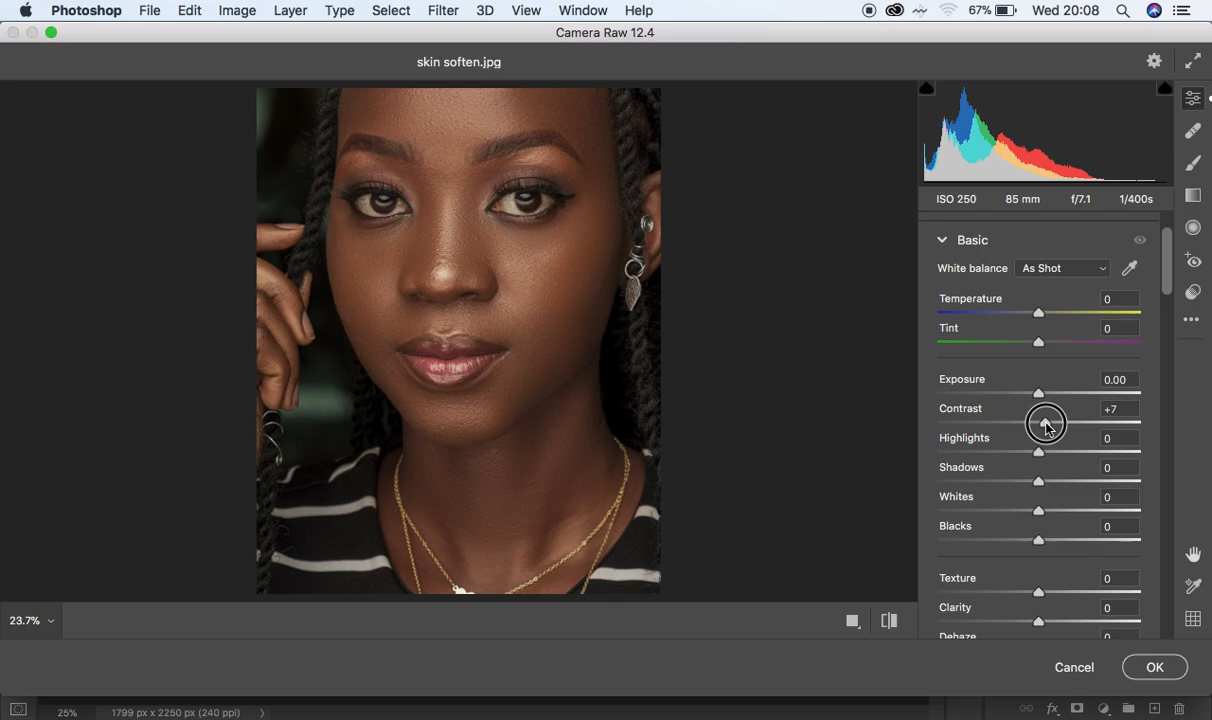 Photoshop File Edit Image Layer Type Select Filter 3D View Window Help 67% Wed 20:08
Camera Raw 12.4
skin soften.jpg
ISO 250 85 mm f/7.1 1/400s
Basic
White balance As Shot
Temperature 0
Tint 0
Exposure 0.00
Contrast +7
Highlights 0
Shadows 0
Whites 0
Blacks 0
Texture 0
Clarity 0
Dehaze 0
23.7%
Cancel OK
25% 1799 px x 2250 px (240 ppi)
fx